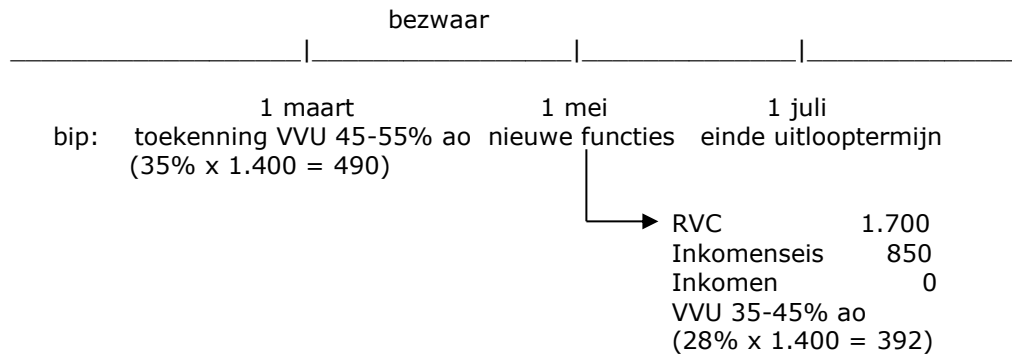 bezwaar
1 maart 1 mei 1 juli
bip: toekenning VVU 45-55% ao nieuwe functies einde uitlooptermijn
(35% x 1.400 = 490)
RVC 1.700
Inkomenseis 850
Inkomen 0
VVU 35-45% ao
(28% x 1.400 = 392)